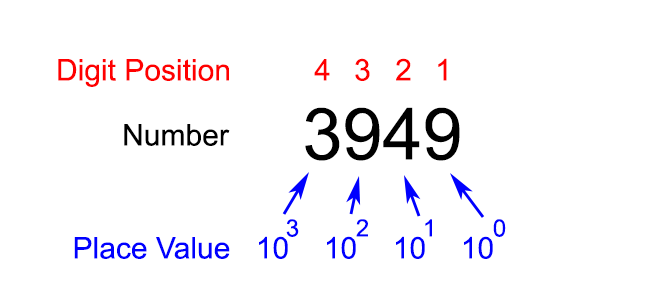 Digit Position 4 3 2 1
Number 3949
Place Value 10³ 10² 10¹ 10⁰